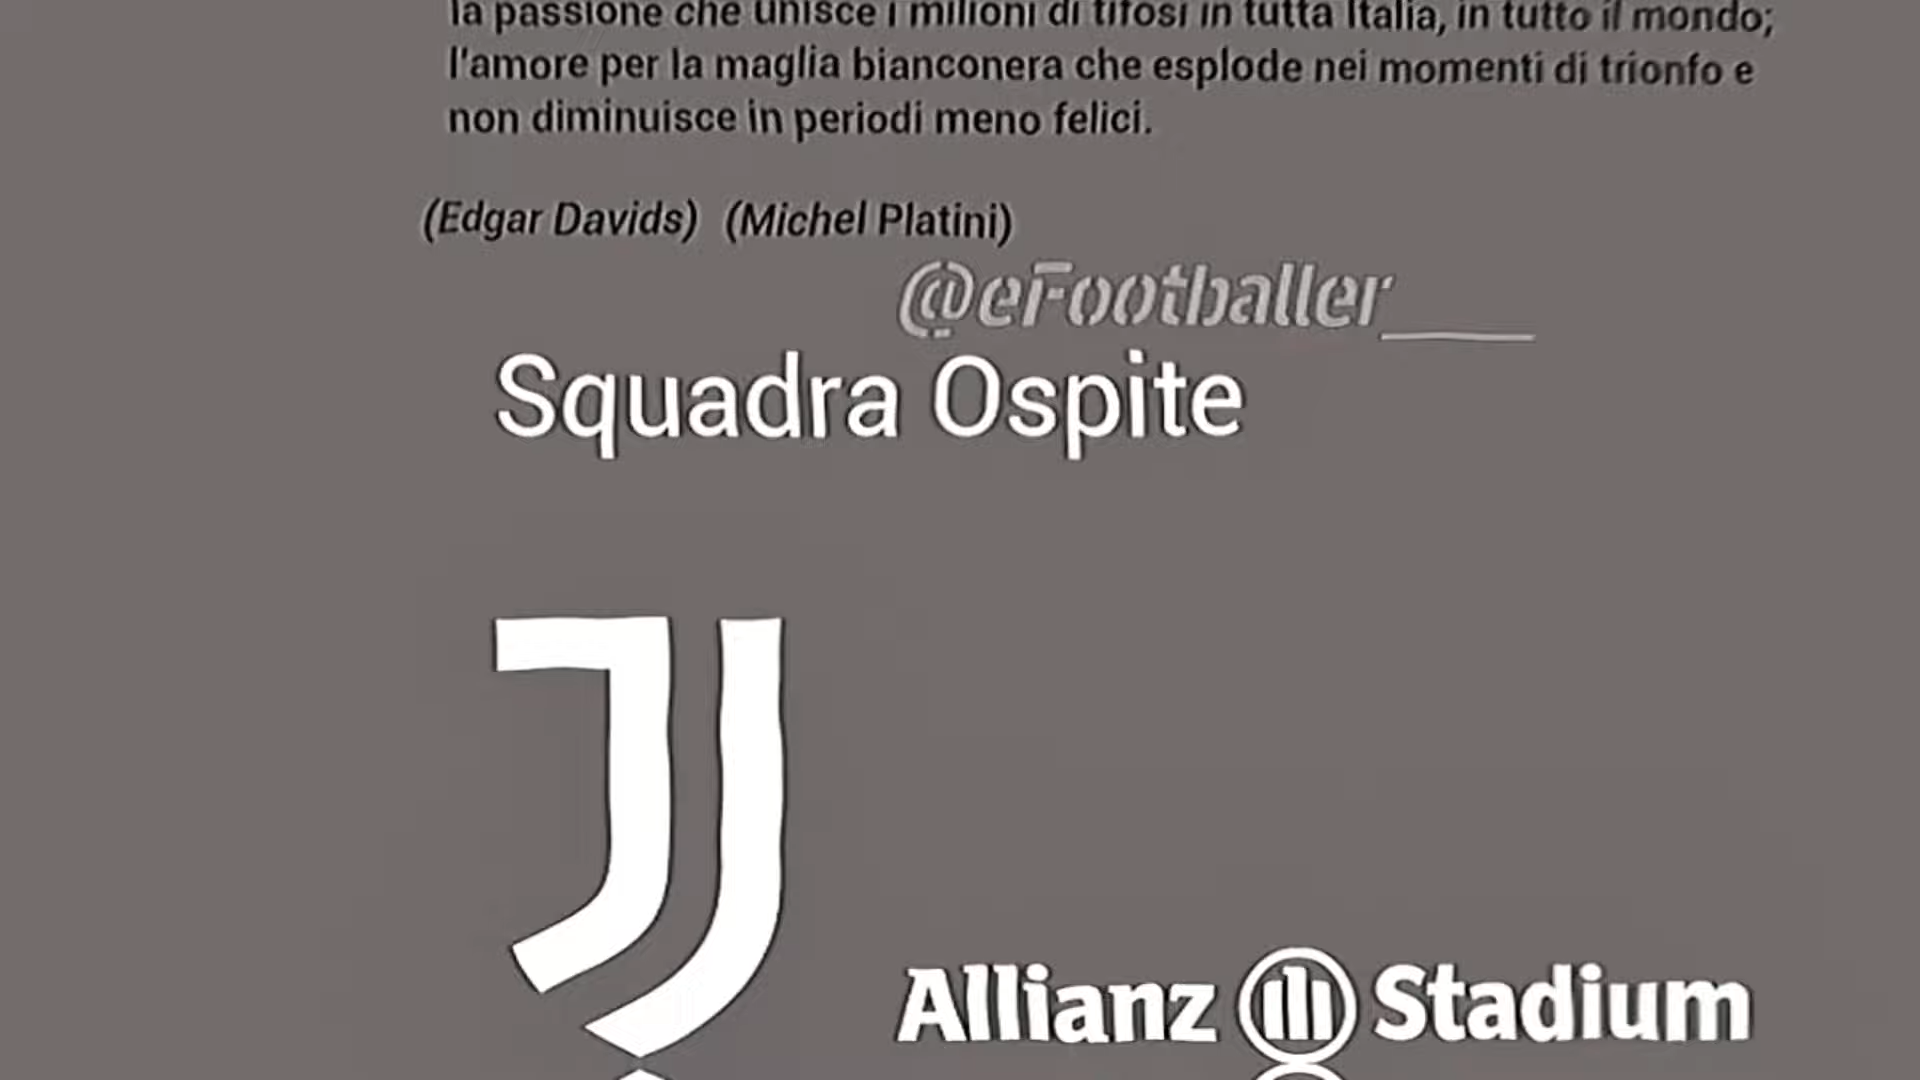 la passione che unisce i milioni di tifosi in tutta Italia, in tutto il mondo;
l'amore per la maglia bianconera che esplode nei momenti di trionfo e
non diminuisce in periodi meno felici.
(Edgar Davids) (Michel Platini)
@eFootballer____
Squadra Ospite
Allianz Stadium